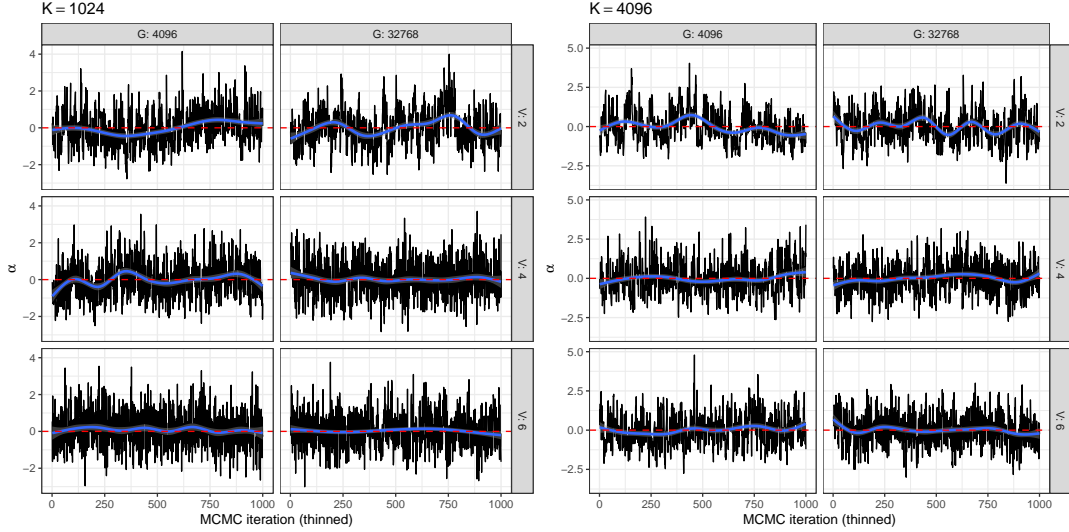 K = 1024
G: 4096
G: 32768
4
2
0
−2
V: 2
4
2
0
−2
V: 4
4
2
0
−2
V: 6
α
0
250
500
750
1000
0
250
500
750
1000
MCMC iteration (thinned)
K = 4096
G: 4096
G: 32768
5.0
2.5
0.0
−2.5
V: 2
5.0
2.5
0.0
−2.5
V: 4
5.0
2.5
0.0
−2.5
V: 6
α
0
250
500
750
1000
0
250
500
750
1000
MCMC iteration (thinned)